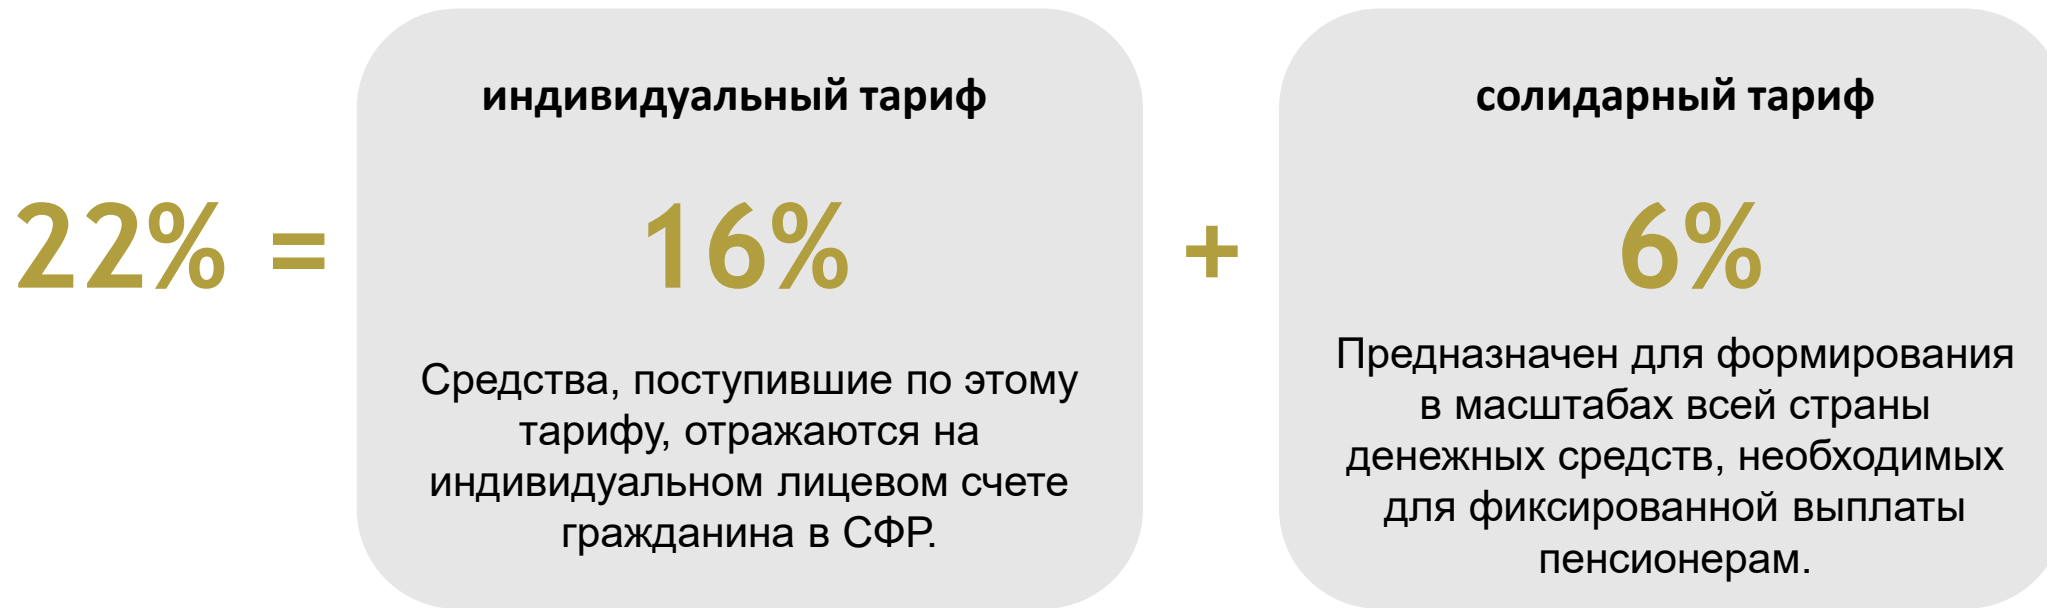 22% =
индивидуальный тариф
16%
Средства, поступившие по этому
тарифу, отражаются на
индивидуальном лицевом счете
гражданина в СФР.
+
солидарный тариф
6%
Предназначен для формирования
в масштабах всей страны
денежных средств, необходимых
для фиксированной выплаты
пенсионерам.